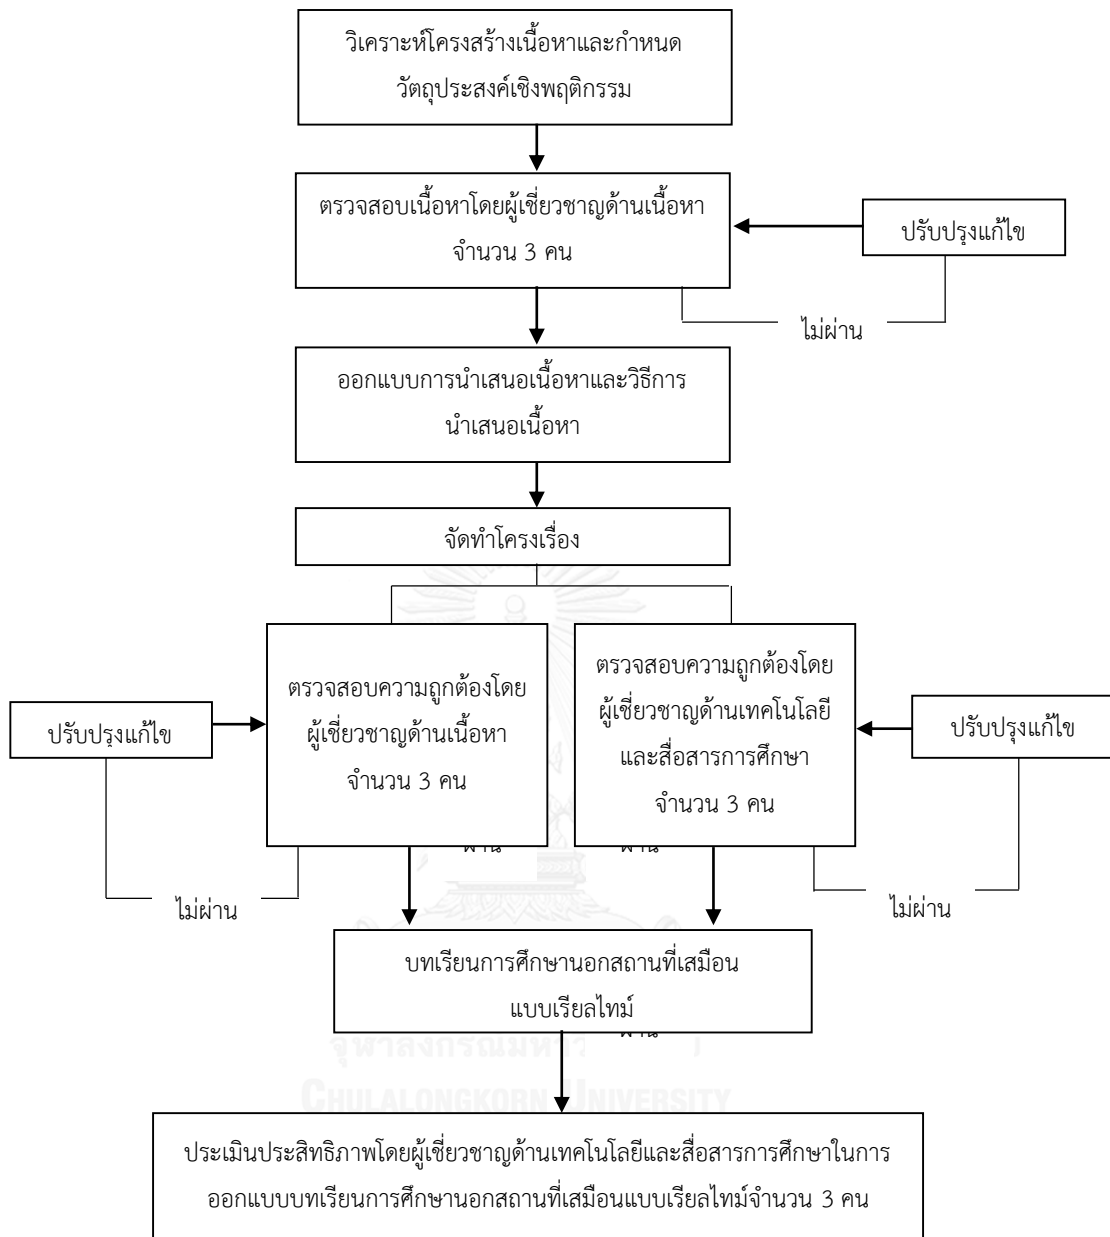 วิเคราะห์โครงสร้างเนื้อหาและกำหนด
วัตถุประสงค์เชิงพฤติกรรม
ตรวจสอบเนื้อหาโดยผู้เชี่ยวชาญด้านเนื้อหา
จำนวน 3 คน
ปรับปรุงแก้ไข
ไม่ผ่าน
ออกแบบการนำเสนอเนื้อหาและวิธีการ
นำเสนอเนื้อหา
จัดทำโครงเรื่อง
ปรับปรุงแก้ไข
ตรวจสอบความถูกต้องโดย
ผู้เชี่ยวชาญด้านเนื้อหา
จำนวน 3 คน
ตรวจสอบความถูกต้องโดย
ผู้เชี่ยวชาญด้านเทคโนโลยี
และสื่อสารการศึกษา
จำนวน 3 คน
ปรับปรุงแก้ไข
ผ่าน
ผ่าน
ไม่ผ่าน
ไม่ผ่าน
บทเรียนการศึกษานอกสถานที่เสมือน
แบบเรียลไทม์
ผ่าน
CHULALONGKORN UNIVERSITY
ประเมินประสิทธิภาพโดยผู้เชี่ยวชาญด้านเทคโนโลยีและสื่อสารการศึกษาในการ
ออกแบบบทเรียนการศึกษานอกสถานที่เสมือนแบบเรียลไทม์จำนวน 3 คน